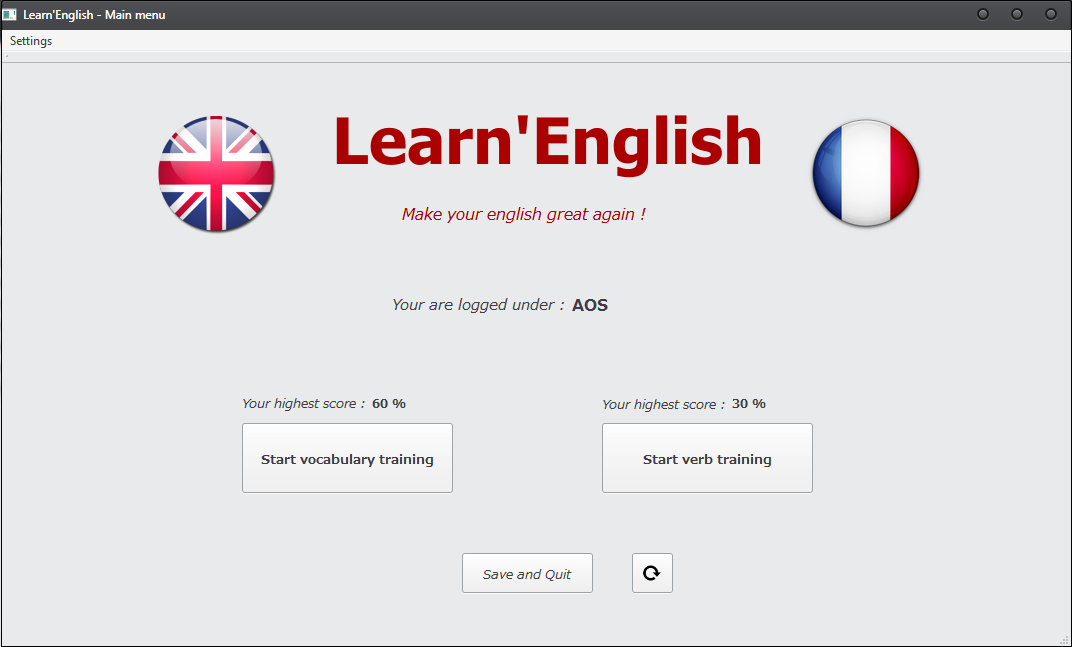 Learn'English - Main menu
Settings
Learn'English
Make your english great again !
Your are logged under : AOS
Your highest score : 60 %
Your highest score : 30 %
Start vocabulary training
Start verb training
Save and Quit